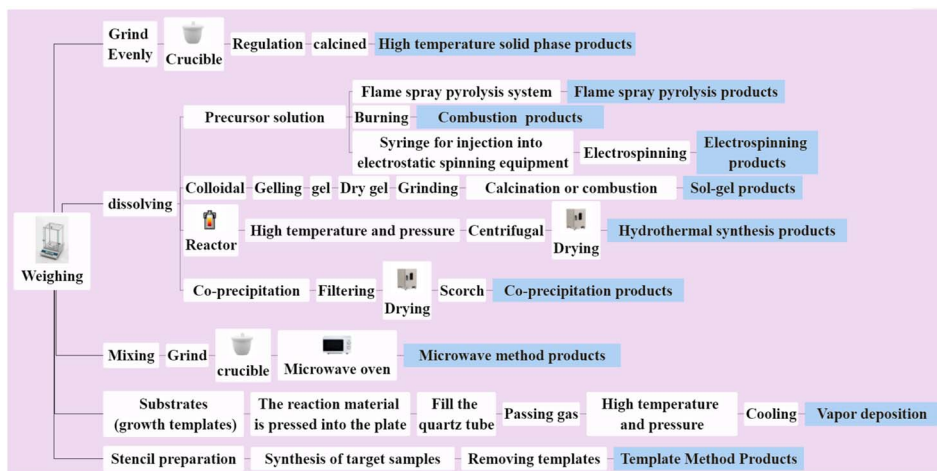 Weighing
Grind
Evenly
Crucible
Regulation
calcined
High temperature solid phase products
dissolving
Precursor solution
Flame spray pyrolysis system
Flame spray pyrolysis products
Burning
Combustion products
Syringe for injection into
electrostatic spinning equipment
Electrospinning
Electrospinning
products
Colloidal
Gelling
gel
Dry gel
Grinding
Calcination or combustion
Sol-gel products
Reactor
High temperature and pressure
Centrifugal
Drying
Hydrothermal synthesis products
Co-precipitation
Filtering
Drying
Scorch
Co-precipitation products
Mixing
Grind
crucible
Microwave oven
Microwave method products
Substrates
(growth templates)
The reaction material
is pressed into the plate
Fill the
quartz tube
Passing gas
High temperature
and pressure
Cooling
Vapor deposition
Stencil preparation
Synthesis of target samples
Removing templates
Template Method Products